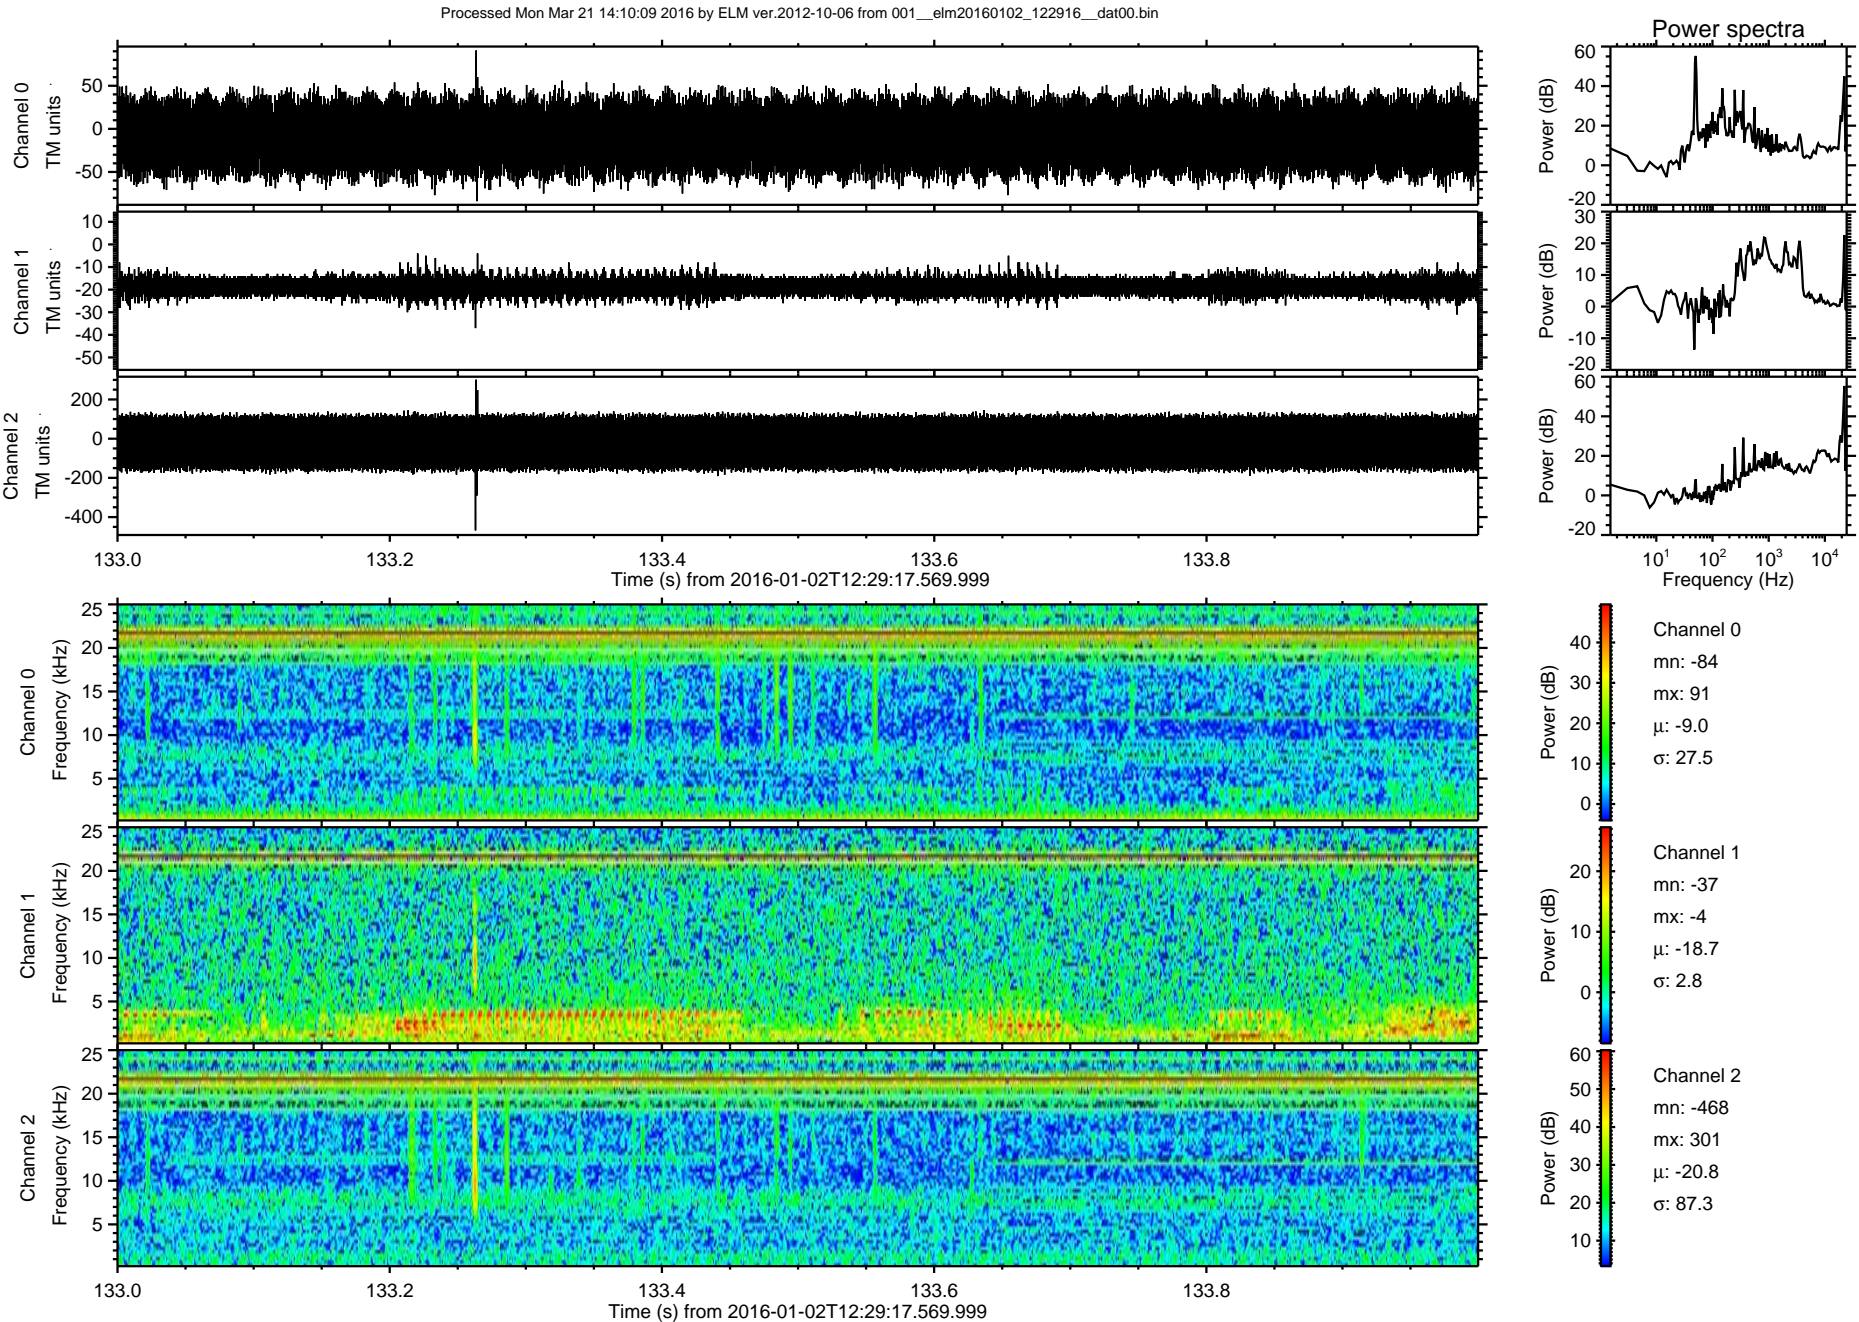 Processed Mon Mar 21 14:10:09 2016 by ELM ver.2012-10-06 from 001__elm20160102_122916__dat00.bin
Power spectra
Channel 0
TM units
50
0
-50
Power (dB)
60
40
20
0
-20
Channel 1
TM units
10
0
-10
-20
-30
-40
-50
Power (dB)
30
20
10
0
-10
-20
Channel 2
TM units
200
0
-200
-400
Power (dB)
60
40
20
0
-20
133.0 133.2 133.4 133.6 133.8
Time (s) from 2016-01-02T12:29:17.569.999
10¹ 10² 10³ 10⁴
Frequency (Hz)
Channel 0
Frequency (kHz)
25
20
15
10
5
Power (dB)
40
30
20
10
0
Channel 0
mn: -84
mx: 91
μ: -9.0
σ: 27.5
Channel 1
Frequency (kHz)
25
20
15
10
5
Power (dB)
20
10
0
Channel 1
mn: -37
mx: -4
μ: -18.7
σ: 2.8
Channel 2
Frequency (kHz)
25
20
15
10
5
Power (dB)
60
50
40
30
20
10
Channel 2
mn: -468
mx: 301
μ: -20.8
σ: 87.3
133.0 133.2 133.4 133.6 133.8
Time (s) from 2016-01-02T12:29:17.569.999